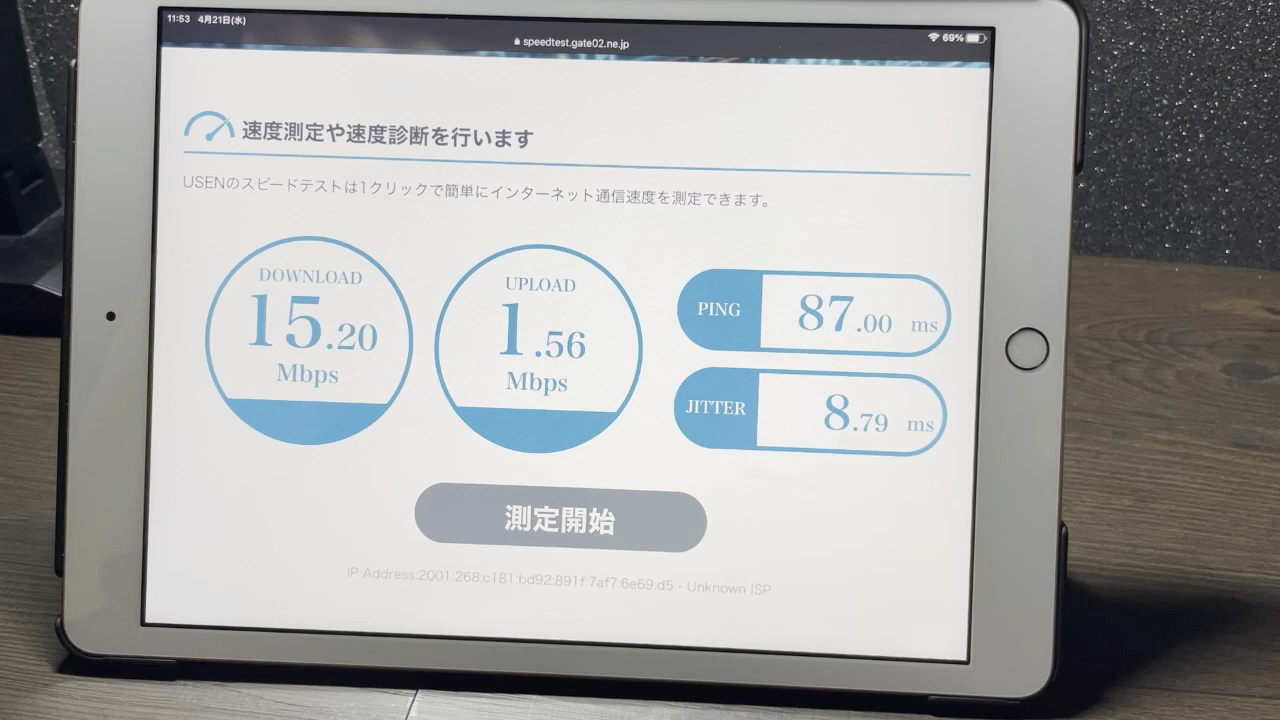 11:53 4月21日(水)
speedtest.gate02.ne.jp
69%
速度測定や速度診断を行います
USENのスピードテストは1クリックで簡単にインターネット通信速度を測定できます。
DOWNLOAD
15.20
Mbps
UPLOAD
1.56
Mbps
PING 87.00 ms
JITTER 8.79 ms
測定開始
IP Address:2001:268:c181:bd92:891f:7af7:6e69:d5 - Unknown ISP